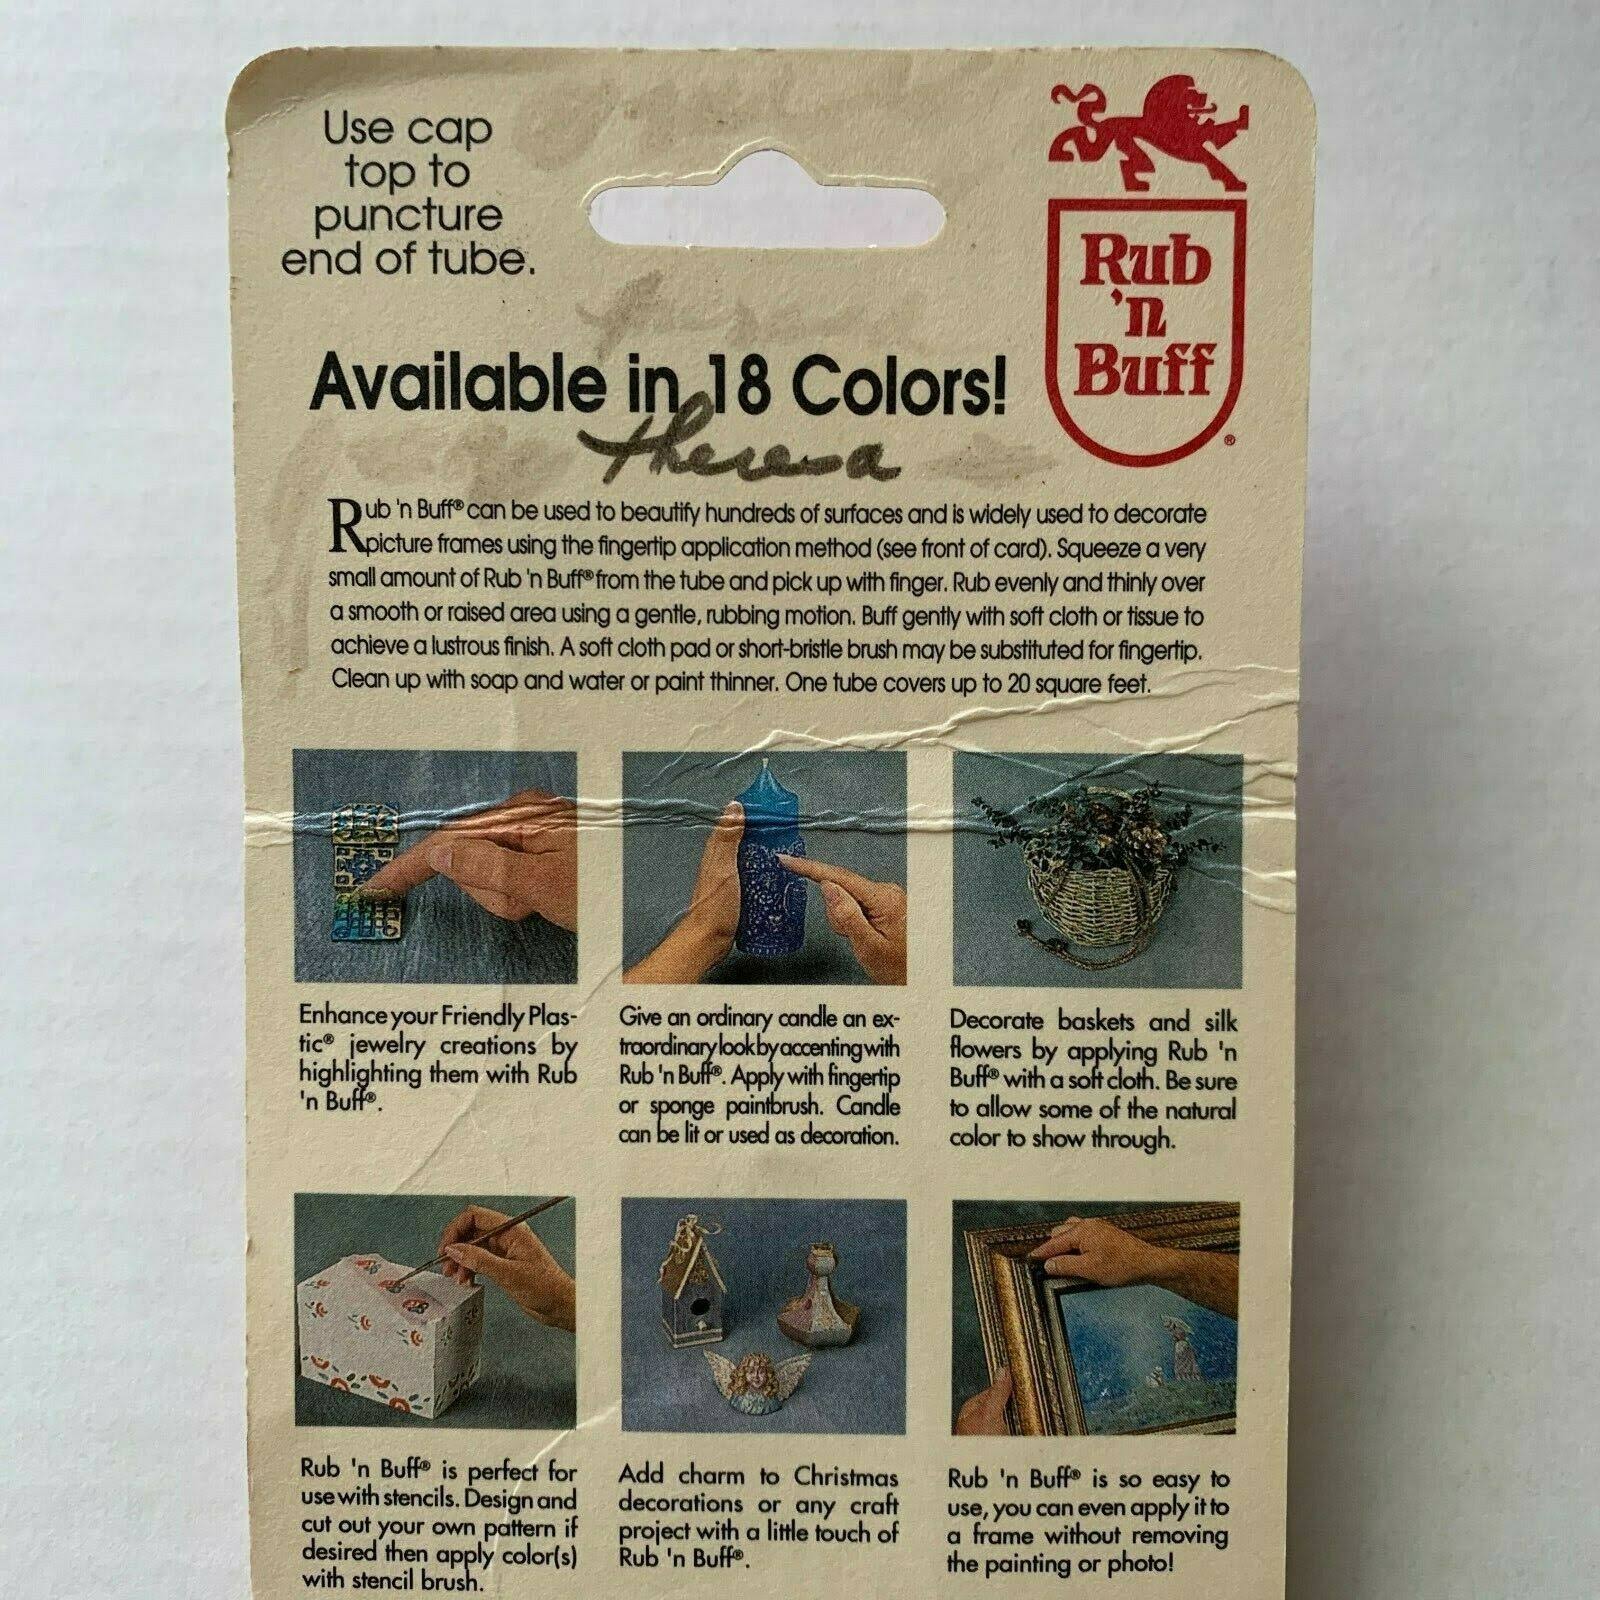 Use cap
top to
puncture
end of tube.
Rub
'n
Buff®
Available in 18 Colors!
Theresa
Rub 'n Buff® can be used to beautify hundreds of surfaces and is widely used to decorate
picture frames using the fingertip application method (see front of card). Squeeze a very
small amount of Rub 'n Buff® from the tube and pick up with finger. Rub evenly and thinly over
a smooth or raised area using a gentle, rubbing motion. Buff gently with soft cloth or tissue to
achieve a lustrous finish. A soft cloth pad or short-bristle brush may be substituted for fingertip.
Clean up with soap and water or paint thinner. One tube covers up to 20 square feet.
Enhance your Friendly Plas-
tic® jewelry creations by
highlighting them with Rub
'n Buff®.
Give an ordinary candle an ex-
traordinary look by accenting with
Rub 'n Buff®. Apply with fingertip
or sponge paintbrush. Candle
can be lit or used as decoration.
Decorate baskets and silk
flowers by applying Rub 'n
Buff® with a soft cloth. Be sure
to allow some of the natural
color to show through.
Rub 'n Buff® is perfect for
use with stencils. Design and
cut out your own pattern if
desired then apply color(s)
with stencil brush.
Add charm to Christmas
decorations or any craft
project with a little touch of
Rub 'n Buff®.
Rub 'n Buff® is so easy to
use, you can even apply it to
a frame without removing
the painting or photo!